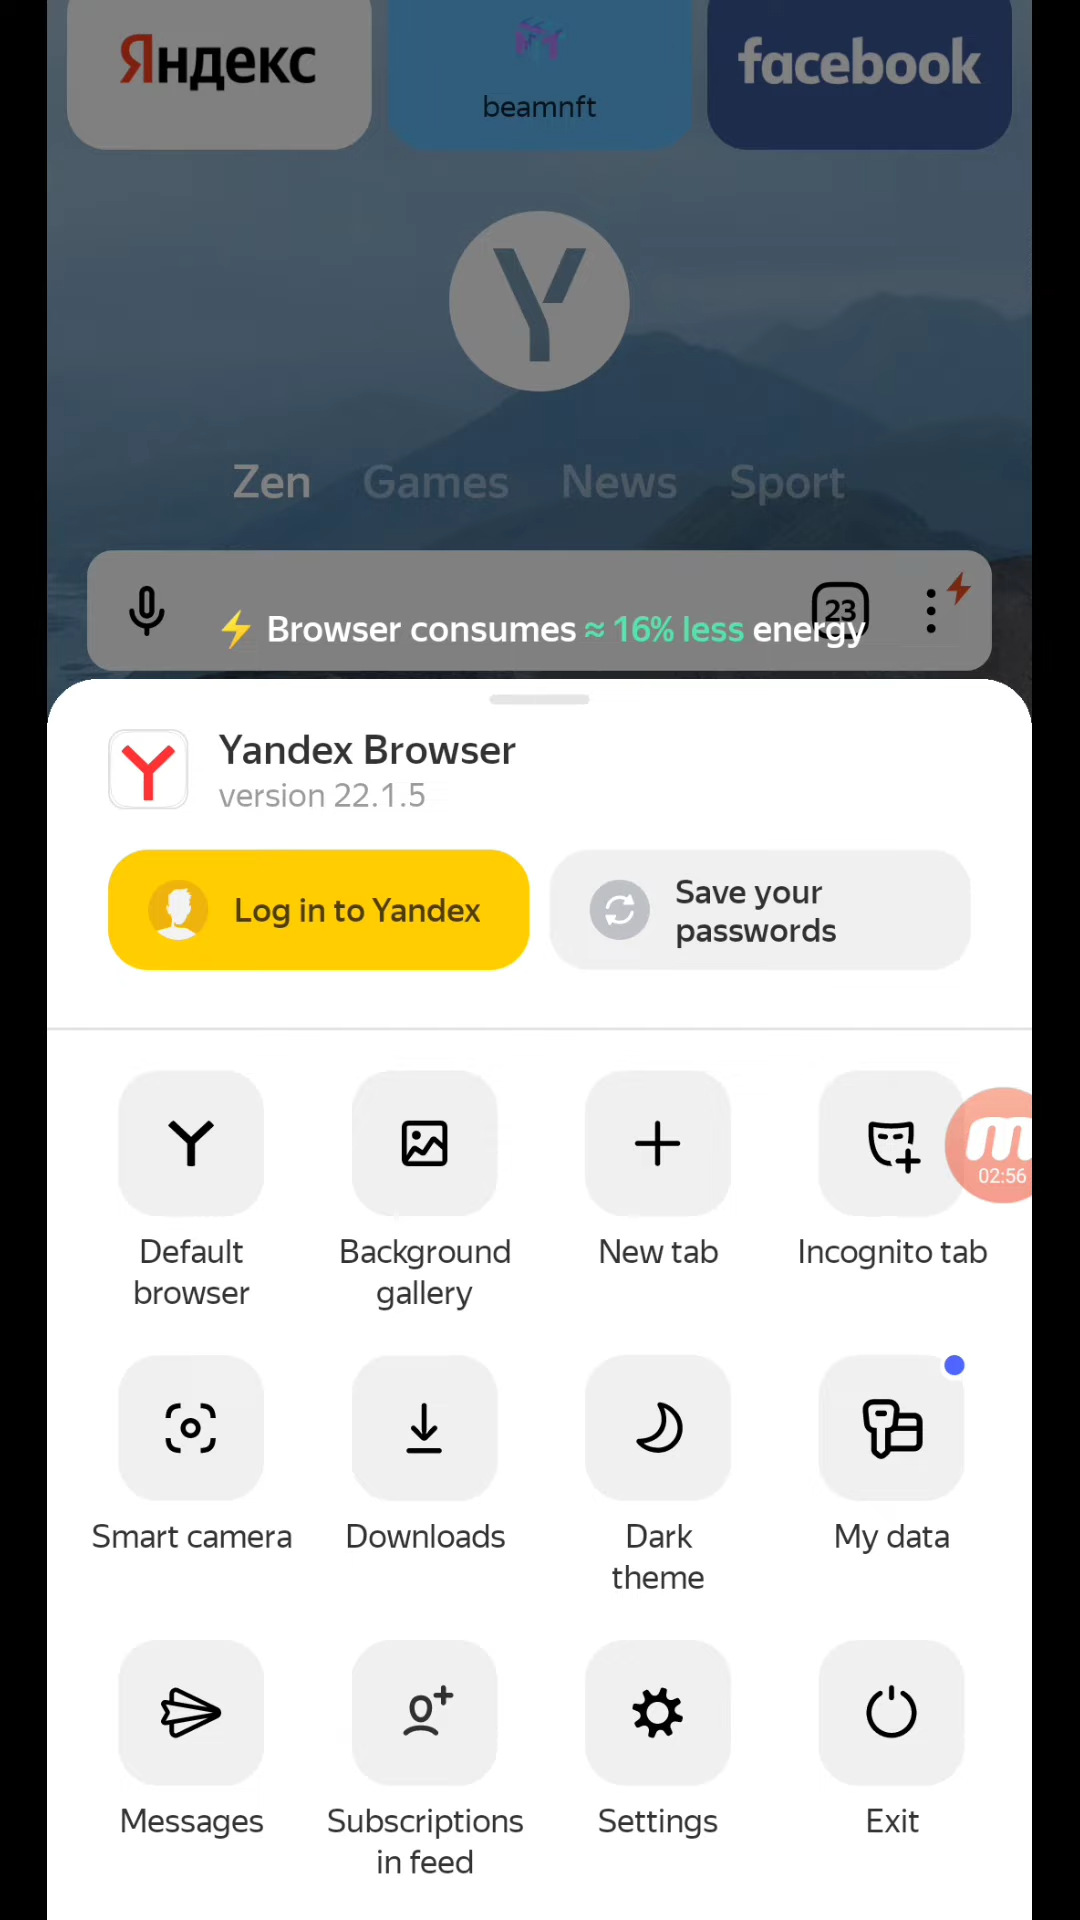 Яндекс
beamnft
facebook
Zen Games News Sport
23
⚡ Browser consumes ≈ 16% less energy
Yandex Browser
version 22.1.5
Log in to Yandex
Save your
passwords
Default
browser
Background
gallery
New tab
Incognito tab
02:56
Smart camera
Downloads
Dark
theme
My data
Messages
Subscriptions
in feed
Settings
Exit